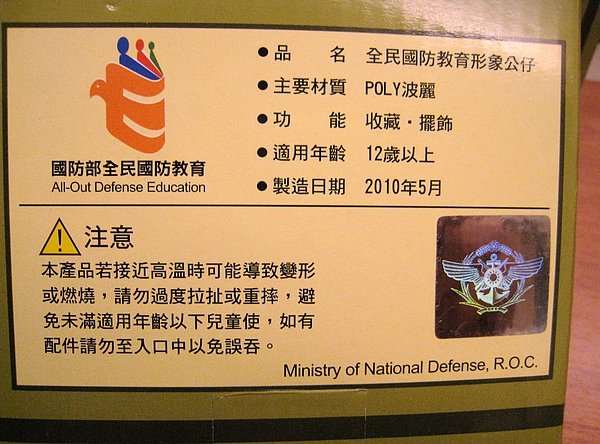 國防部全民國防教育
All-Out Defense Education
●品　　名　全民國防教育形象公仔
●主要材質　POLY波麗
●功　　能　收藏・擺飾
●適用年齡　12歲以上
●製造日期　2010年5月
注意
本產品若接近高溫時可能導致變形
或燃燒，請勿過度拉扯或重摔，避
免未滿適用年齡以下兒童使，如有
配件請勿至入口中以免誤吞。
Ministry of National Defense, R.O.C.